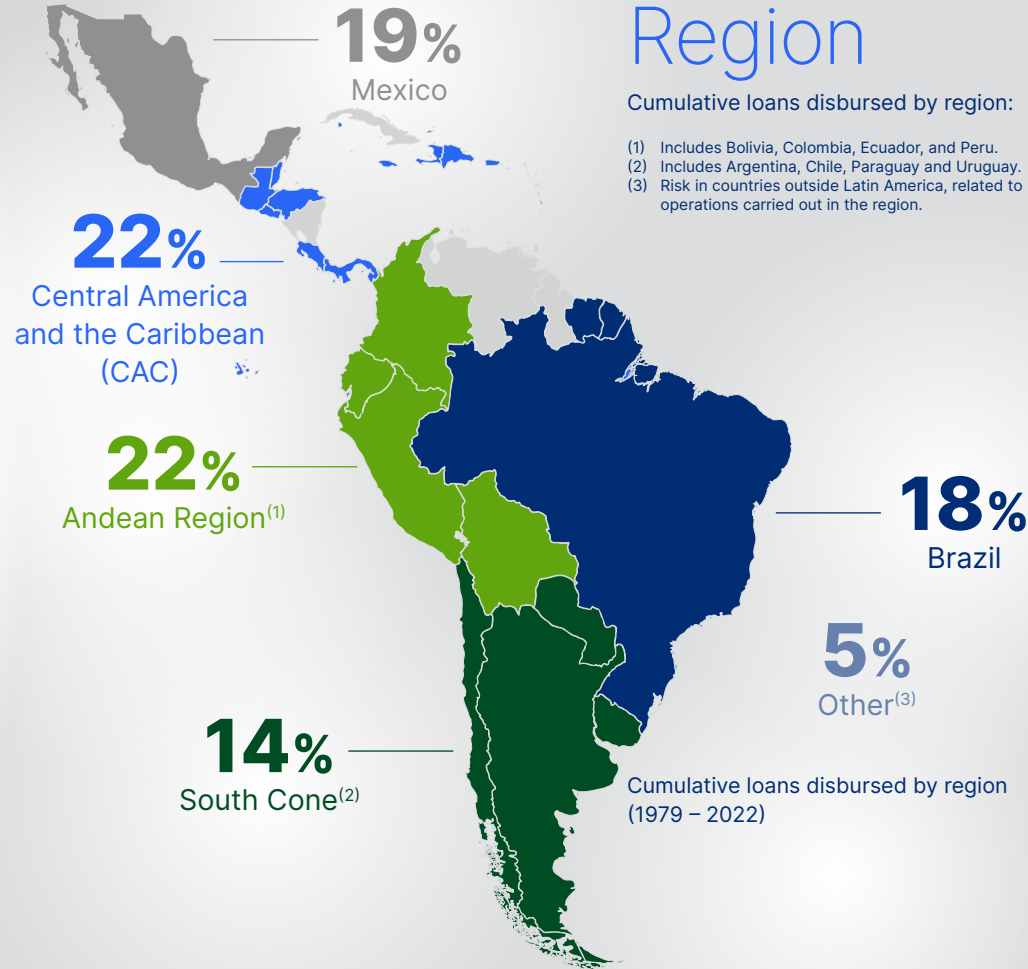 19%
Mexico
Region
Cumulative loans disbursed by region:
(1) Includes Bolivia, Colombia, Ecuador, and Peru.
(2) Includes Argentina, Chile, Paraguay and Uruguay.
(3) Risk in countries outside Latin America, related to
operations carried out in the region.
22%
Central America
and the Caribbean
(CAC)
22%
Andean Region(1)
18%
Brazil
5%
Other(3)
14%
South Cone(2)
Cumulative loans disbursed by region
(1979 – 2022)